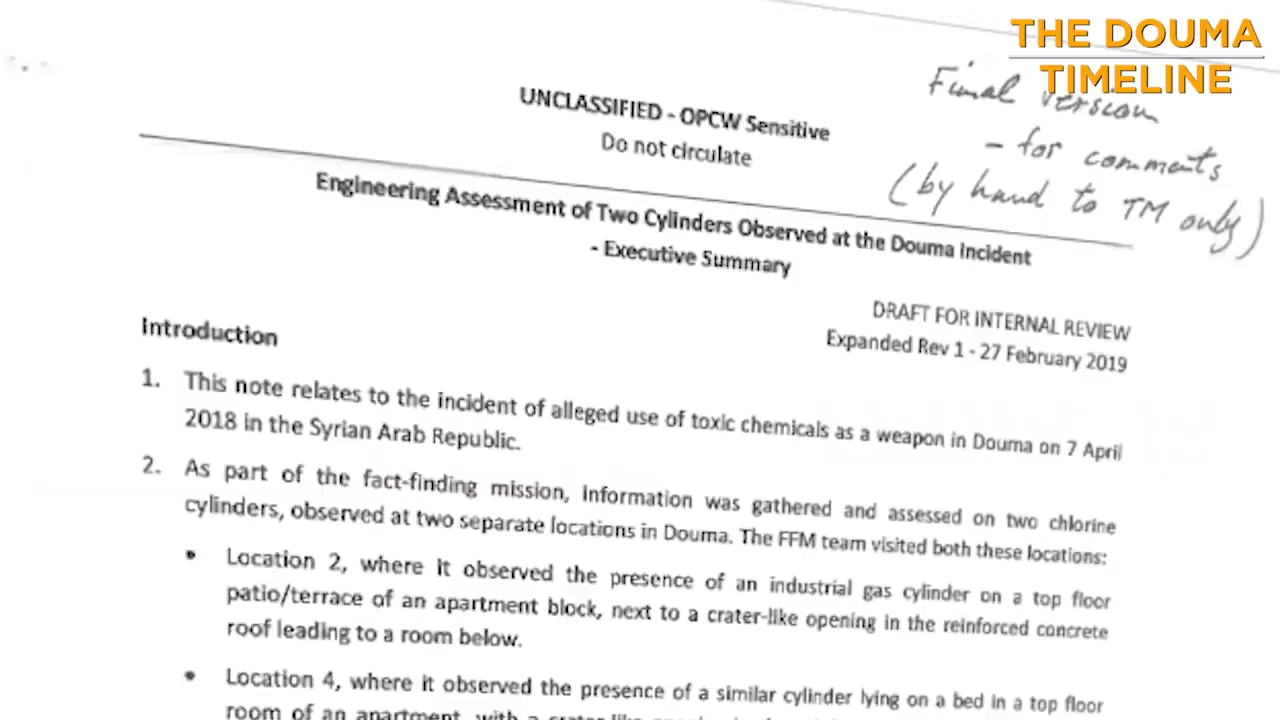 THE DOUMA
TIMELINE
Final version
- for comments
(by hand to TM only)
UNCLASSIFIED - OPCW Sensitive
Do not circulate
Engineering Assessment of Two Cylinders Observed at the Douma Incident
- Executive Summary
DRAFT FOR INTERNAL REVIEW
Expanded Rev 1 - 27 February 2019
Introduction
1. This note relates to the incident of alleged use of toxic chemicals as a weapon in Douma on 7 April
2018 in the Syrian Arab Republic.
2. As part of the fact-finding mission, information was gathered and assessed on two chlorine
cylinders, observed at two separate locations in Douma. The FFM team visited both these locations:
• Location 2, where it observed the presence of an industrial gas cylinder on a top floor
patio/terrace of an apartment block, next to a crater-like opening in the reinforced concrete
roof leading to a room below.
• Location 4, where it observed the presence of a similar cylinder lying on a bed in a top floor
room of an apartment, with a crater-like